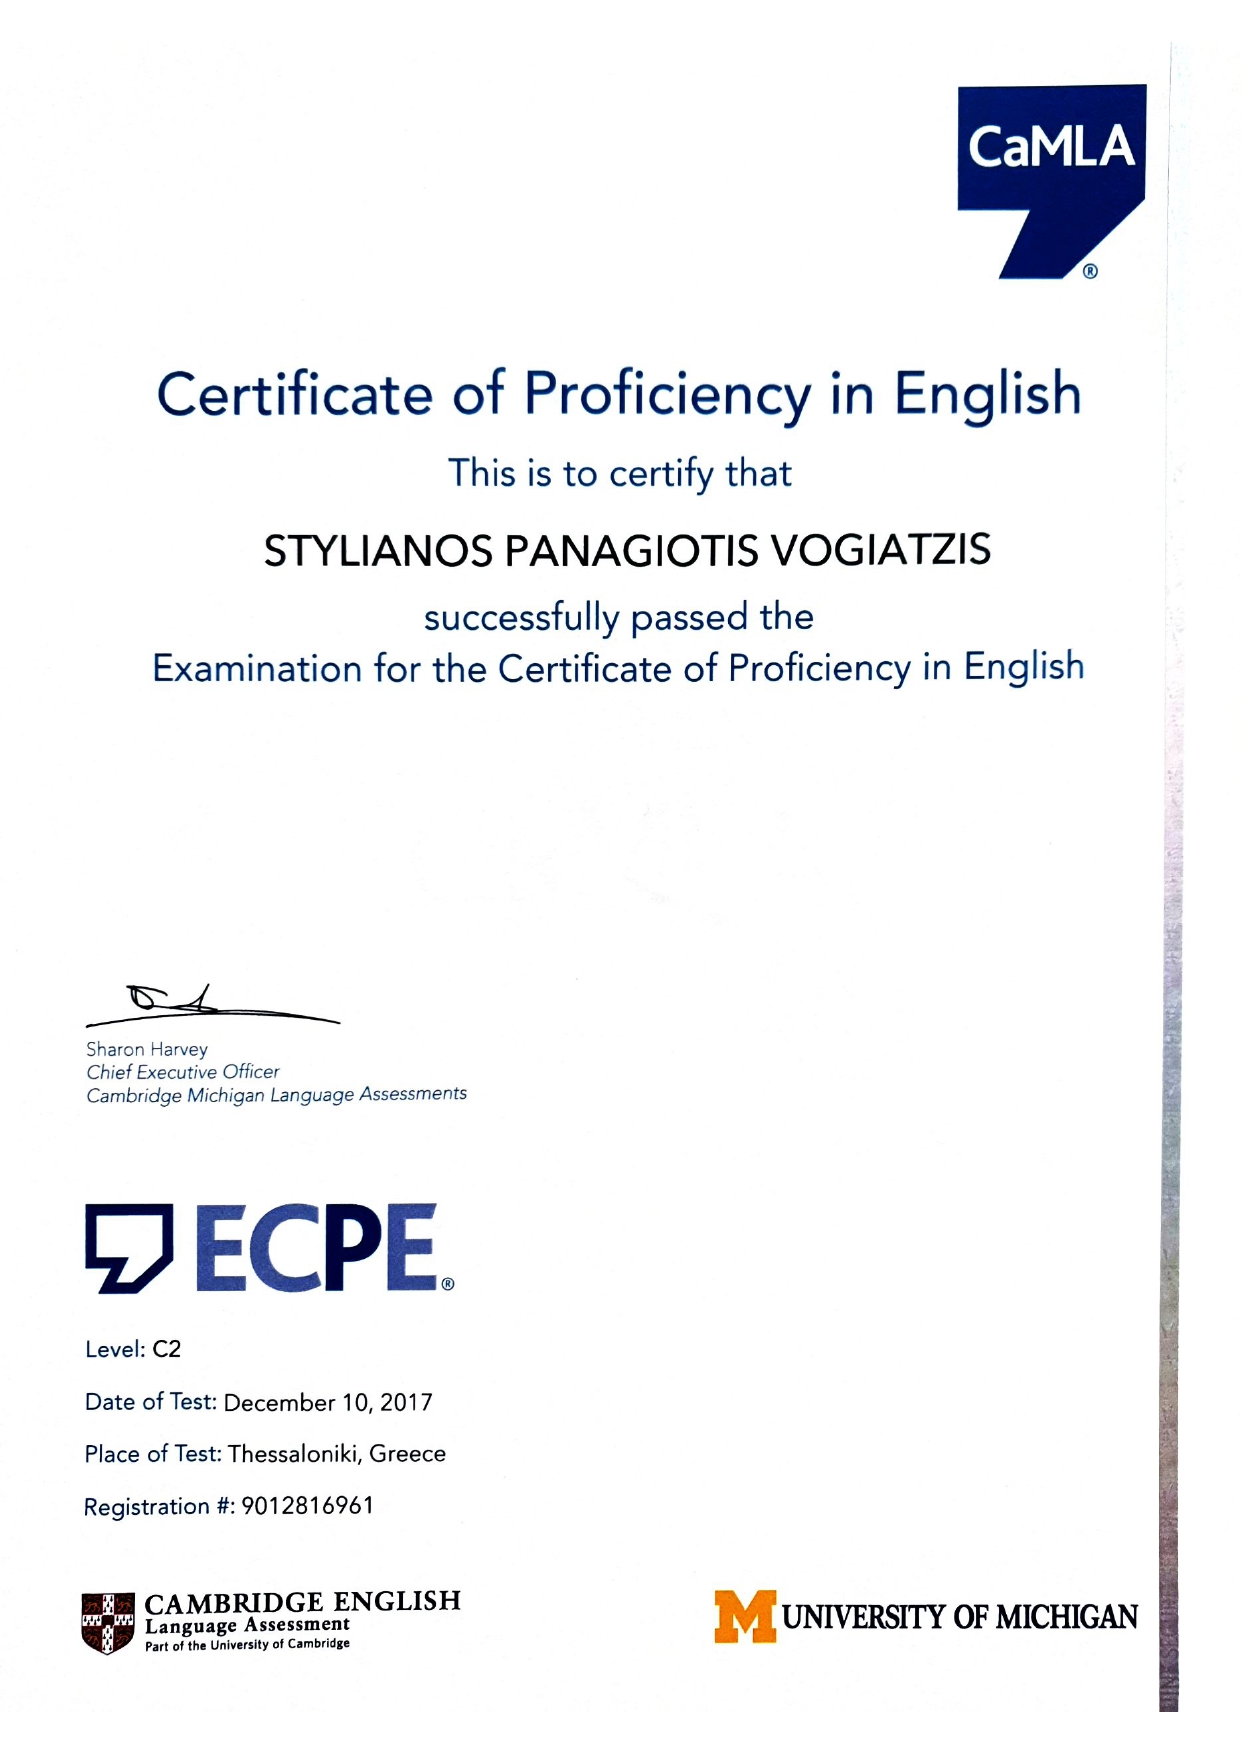 CaMLA
®
Certificate of Proficiency in English
This is to certify that
STYLIANOS PANAGIOTIS VOGIATZIS
successfully passed the
Examination for the Certificate of Proficiency in English
Sharon Harvey
Chief Executive Officer
Cambridge Michigan Language Assessments
ECPE®
Level: C2
Date of Test: December 10, 2017
Place of Test: Thessaloniki, Greece
Registration #: 9012816961
CAMBRIDGE ENGLISH
Language Assessment
Part of the University of Cambridge
M UNIVERSITY OF MICHIGAN